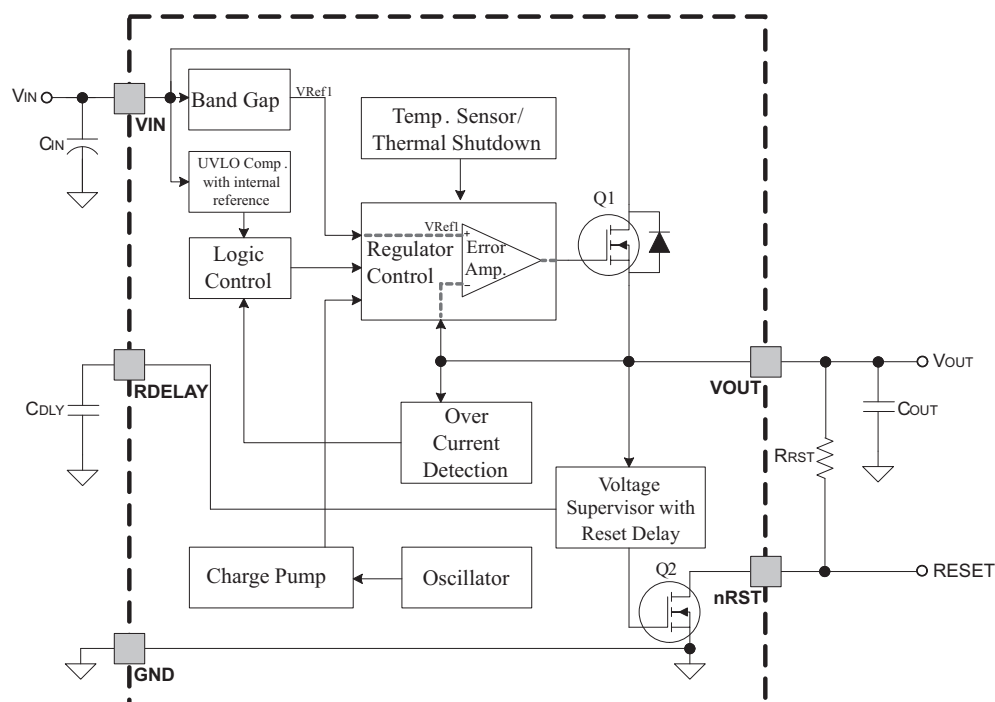 VIN
VIN
CIN
Band Gap
VRef1
Temp. Sensor/
Thermal Shutdown
UVLO Comp.
with internal
reference
Q1
VRef1
+
Error
Amp.
-
Regulator
Control
Logic
Control
RDELAY
CDLY
VOUT
VOUT
COUT
RRST
Over
Current
Detection
Voltage
Supervisor with
Reset Delay
Charge Pump
Oscillator
Q2
nRST
RESET
GND